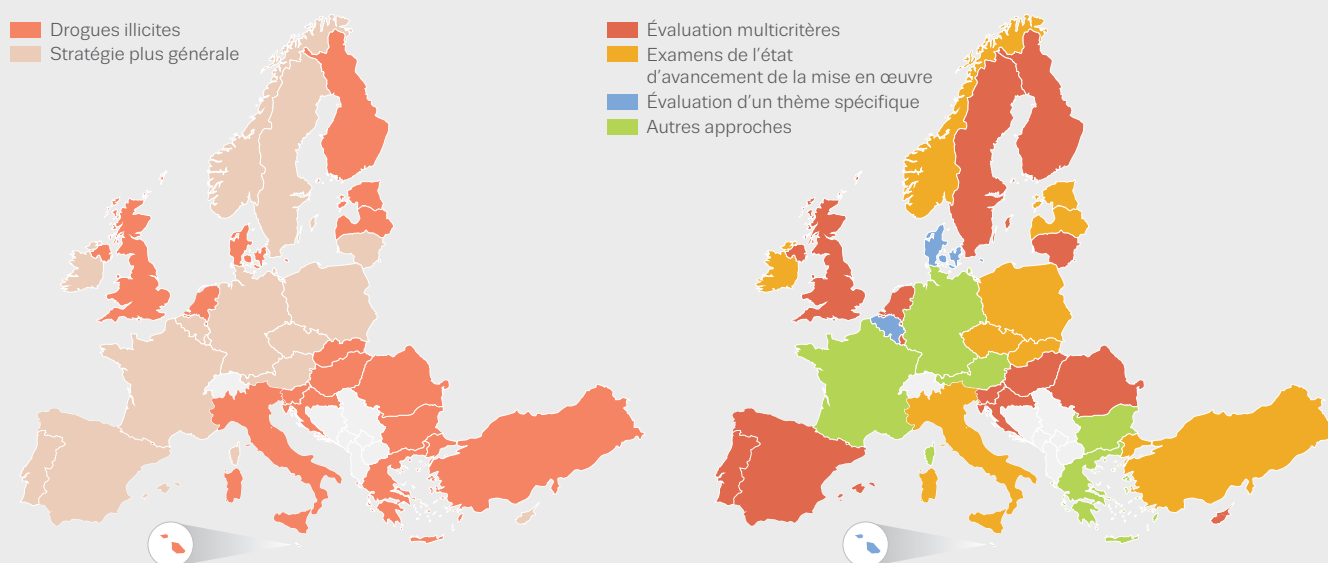 Drogues illicites
Stratégie plus générale
Évaluation multicritères
Examens de l’état
d’avancement de la mise en œuvre
Évaluation d’un thème spécifique
Autres approches